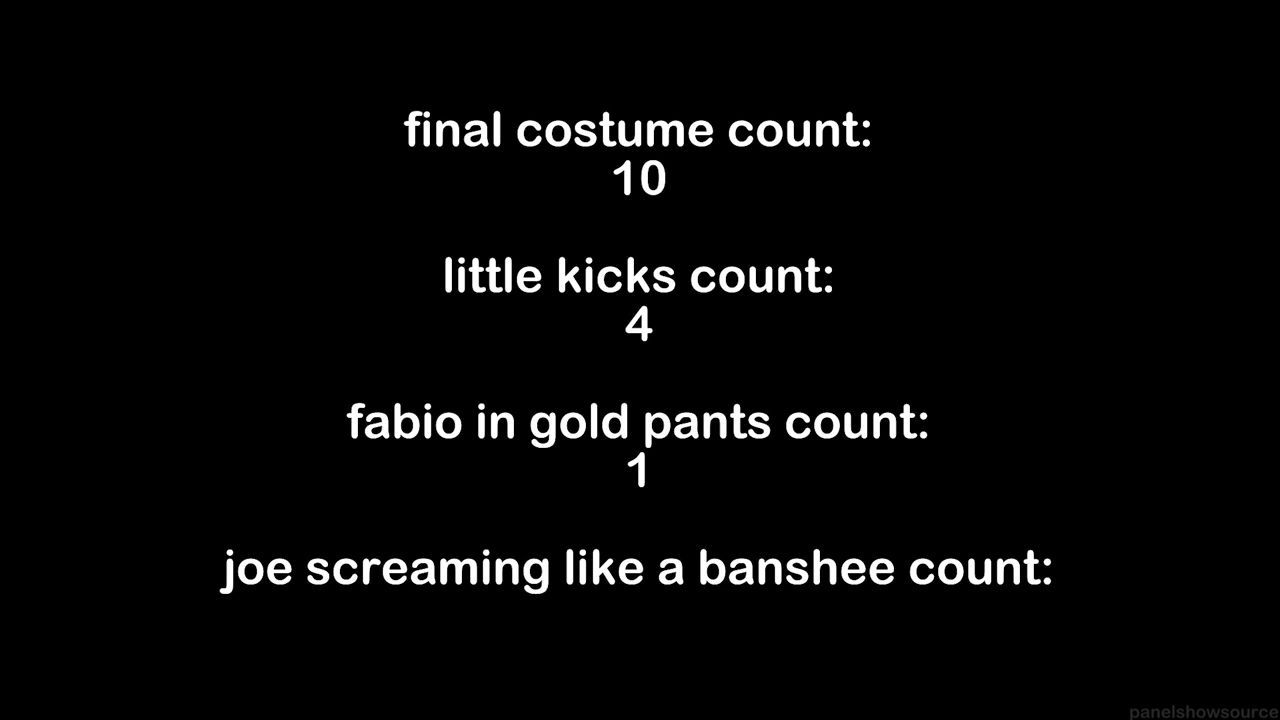 final costume count:
10
little kicks count:
4
fabio in gold pants count:
1
joe screaming like a banshee count:
panelshowsource